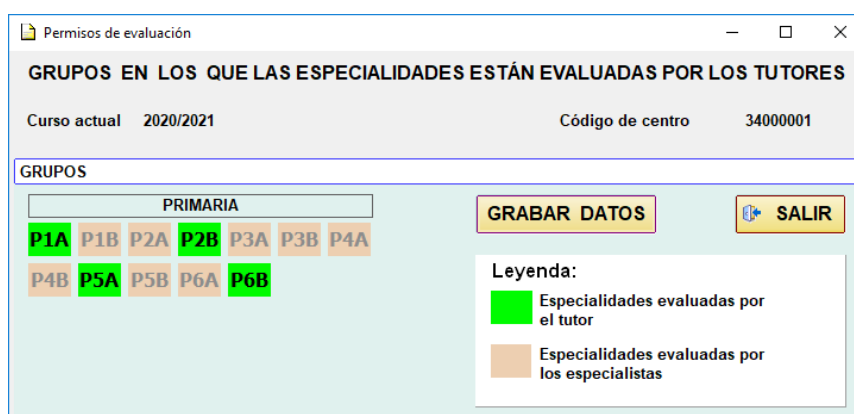 Permisos de evaluación
GRUPOS EN LOS QUE LAS ESPECIALIDADES ESTÁN EVALUADAS POR LOS TUTORES
Curso actual 2020/2021 Código de centro 34000001
GRUPOS
PRIMARIA
P1A P1B P2A P2B P3A P3B P4A
P4B P5A P5B P6A P6B
GRABAR DATOS SALIR
Leyenda:
Especialidades evaluadas por
el tutor
Especialidades evaluadas por
los especialistas